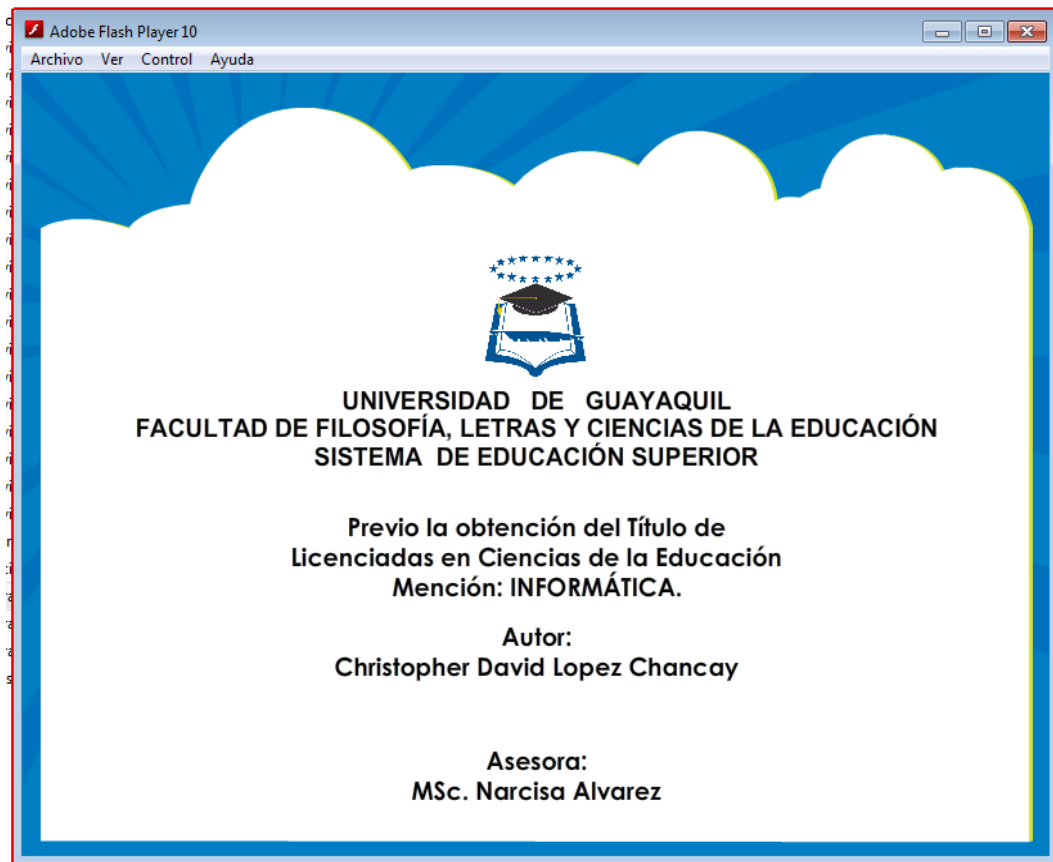 Adobe Flash Player 10
Archivo Ver Control Ayuda
UNIVERSIDAD DE GUAYAQUIL
FACULTAD DE FILOSOFÍA, LETRAS Y CIENCIAS DE LA EDUCACIÓN
SISTEMA DE EDUCACIÓN SUPERIOR
Previo la obtención del Título de
Licenciadas en Ciencias de la Educación
Mención: INFORMÁTICA.
Autor:
Christopher David Lopez Chancay
Asesora:
MSc. Narcisa Alvarez